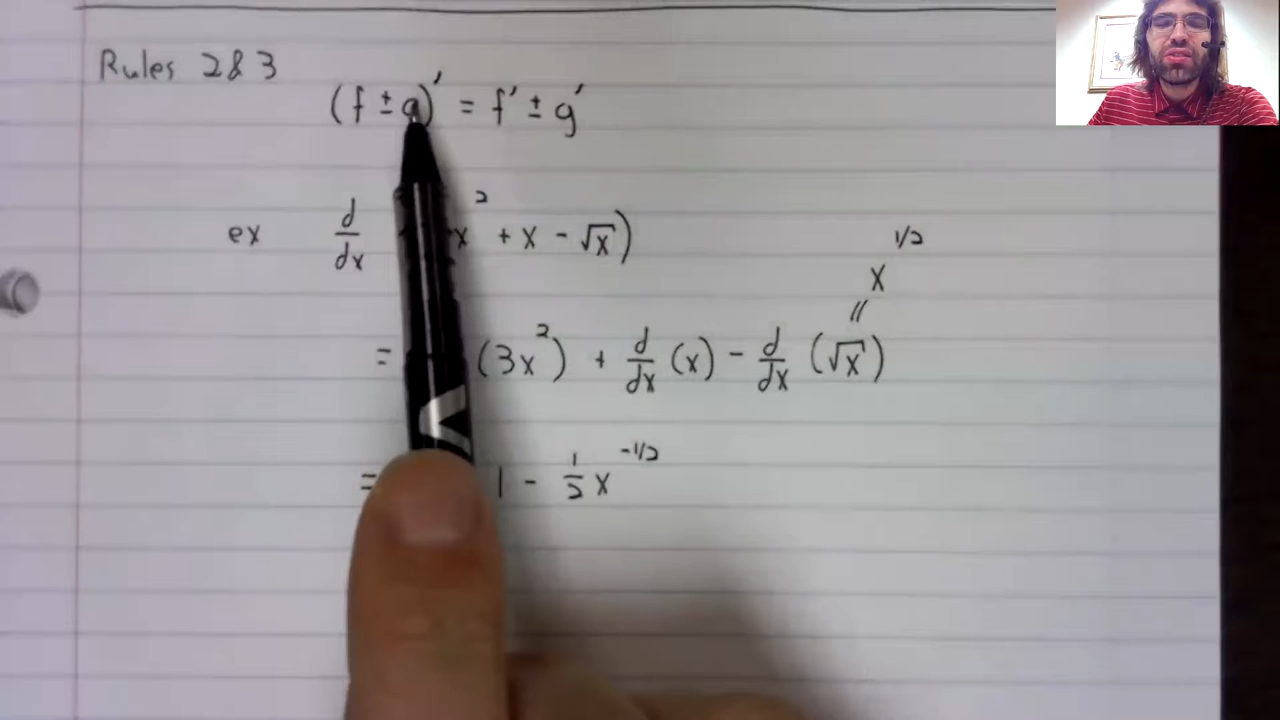 Rules 2&3
(f ± g)' = f' ± g'
ex d/dx x² + x - √x)
x^1/2
= (3x²) + d/dx (x) - d/dx (√x)
= 1 - 1/2 x^-1/2